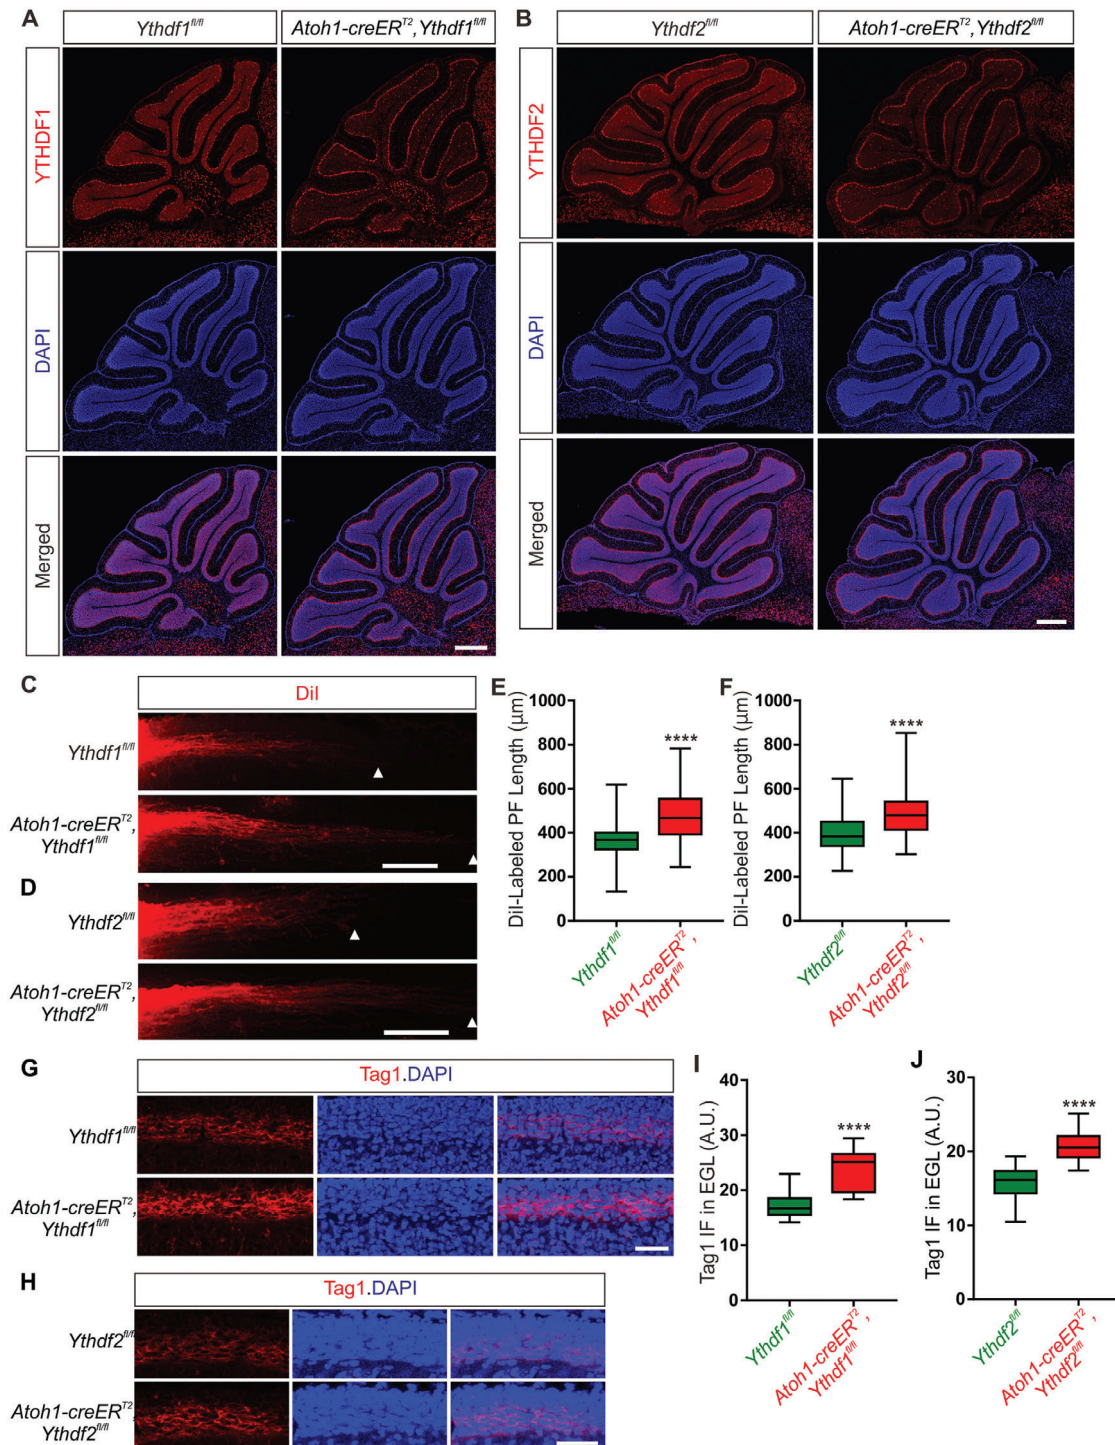 A
Ythdf1fl/fl
Atoh1-creERT2, Ythdf1fl/fl
YTHDF1
DAPI
Merged
B
Ythdf2fl/fl
Atoh1-creERT2, Ythdf2fl/fl
YTHDF2
DAPI
Merged
C
DiI
Ythdf1fl/fl
Atoh1-creERT2,
Ythdf1fl/fl
D
Ythdf2fl/fl
Atoh1-creERT2,
Ythdf2fl/fl
E
DiI-Labeled PF Length (μm)
1000
800
600
400
200
0
****
Ythdf1fl/fl
Atoh1-creERT2,
Ythdf1fl/fl
F
DiI-Labeled PF Length (μm)
1000
800
600
400
200
0
****
Ythdf2fl/fl
Atoh1-creERT2,
Ythdf2fl/fl
G
Tag1.DAPI
Ythdf1fl/fl
Atoh1-creERT2,
Ythdf1fl/fl
H
Tag1.DAPI
Ythdf2fl/fl
Atoh1-creERT2,
Ythdf2fl/fl
I
Tag1 IF in EGL (A.U.)
40
30
20
10
0
****
Ythdf1fl/fl
Atoh1-creERT2,
Ythdf1fl/fl
J
Tag1 IF in EGL (A.U.)
30
20
10
0
****
Ythdf2fl/fl
Atoh1-creERT2,
Ythdf2fl/fl